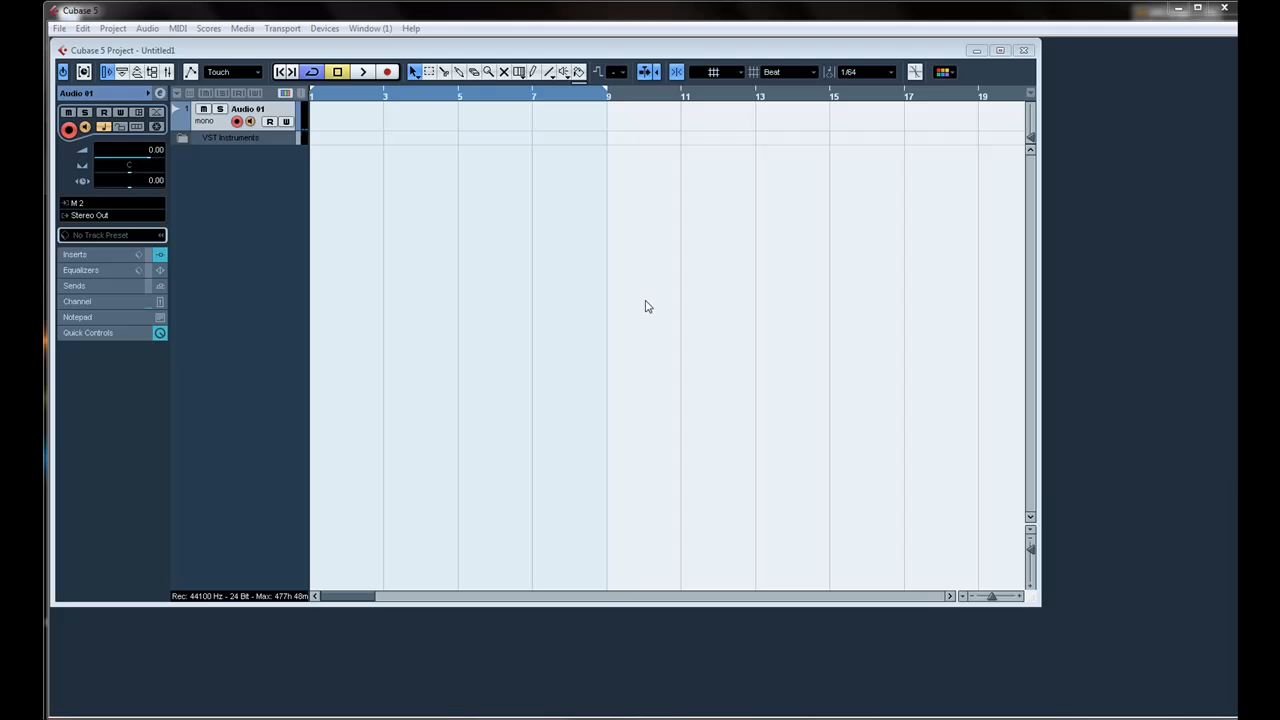 Cubase 5
File Edit Project Audio MIDI Scores Media Transport Devices Window (1) Help
Cubase 5 Project - Untitled1
Touch Beat 1/64
Audio 01
1 3 5 7 9 11 13 15 17 19
m S R W
1 m S Audio 01
mono R W
VST Instruments
0.00
C
0.00
M 2
Stereo Out
No Track Preset
Inserts
Equalizers
Sends
Channel
Notepad
Quick Controls
Rec: 44100 Hz - 24 Bit - Max: 477h 48m